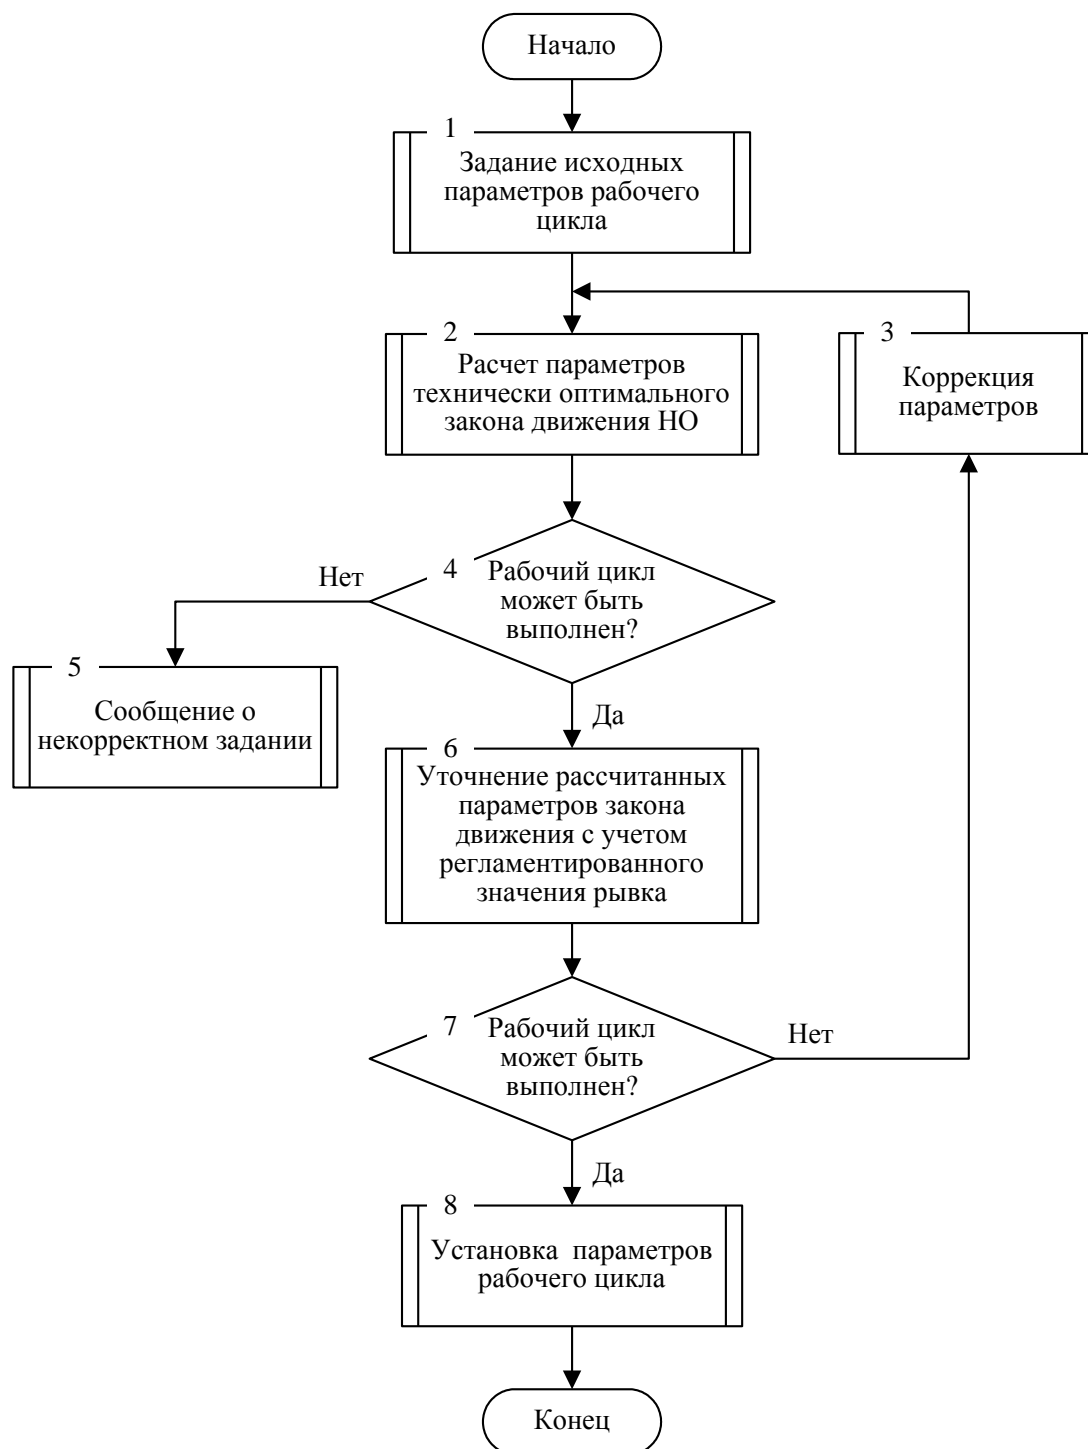 Начало
1
Задание исходных
параметров рабочего
цикла
2
Расчет параметров
технически оптимального
закона движения НО
3
Коррекция
параметров
4
Рабочий цикл
может быть
выполнен?
Нет
5
Сообщение о
некорректном задании
Да
6
Уточнение рассчитанных
параметров закона
движения с учетом
регламентированного
значения рывка
7
Рабочий цикл
может быть
выполнен?
Нет
Да
8
Установка параметров
рабочего цикла
Конец